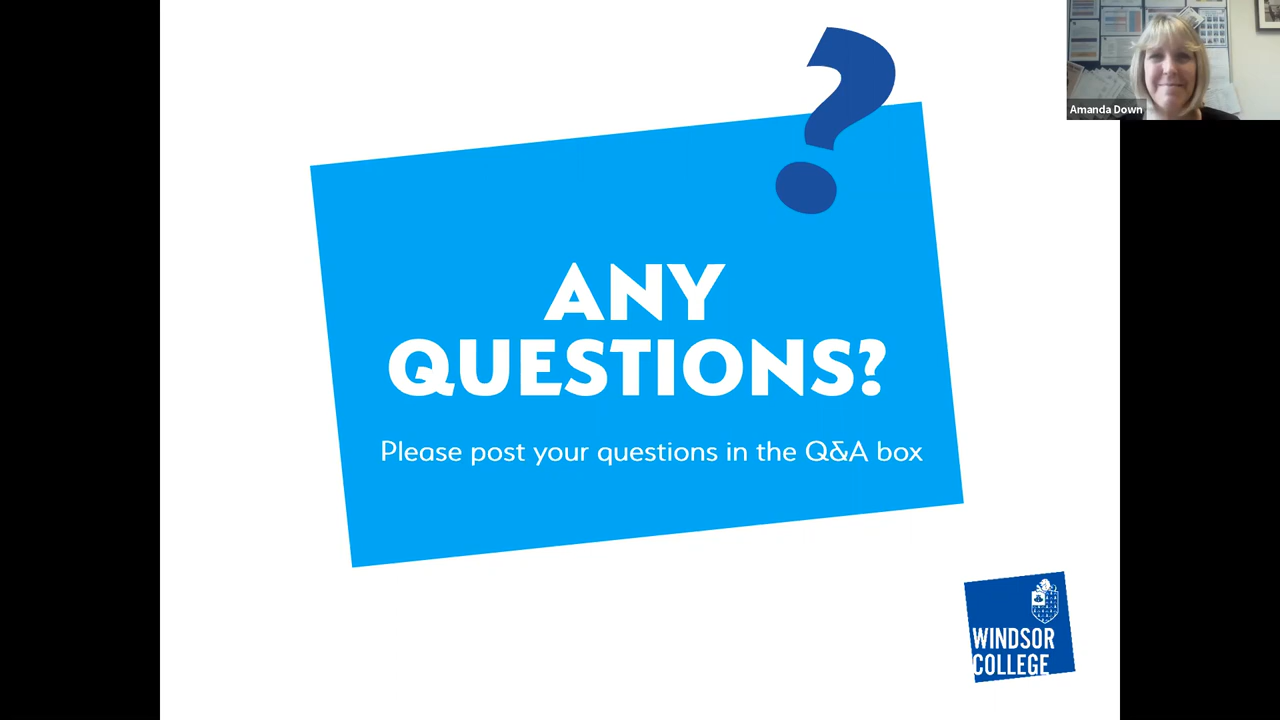 Amanda Down
?
ANY
QUESTIONS?
Please post your questions in the Q&A box
WINDSOR
COLLEGE